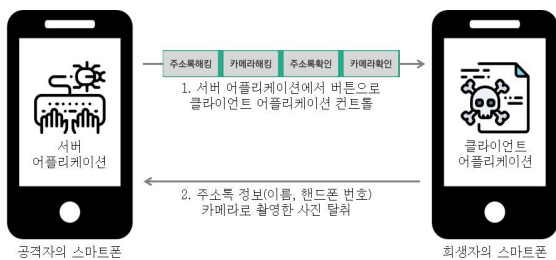 주소록해킹 카메라해킹 주소록확인 카메라확인
1. 서버 어플리케이션에서 버튼으로
클라이언트 어플리케이션 컨트롤
서버
어플리케이션
클라이언트
어플리케이션
2. 주소록 정보(이름, 핸드폰 번호)
카메라로 촬영한 사진 탈취
공격자의 스마트폰
희생자의 스마트폰